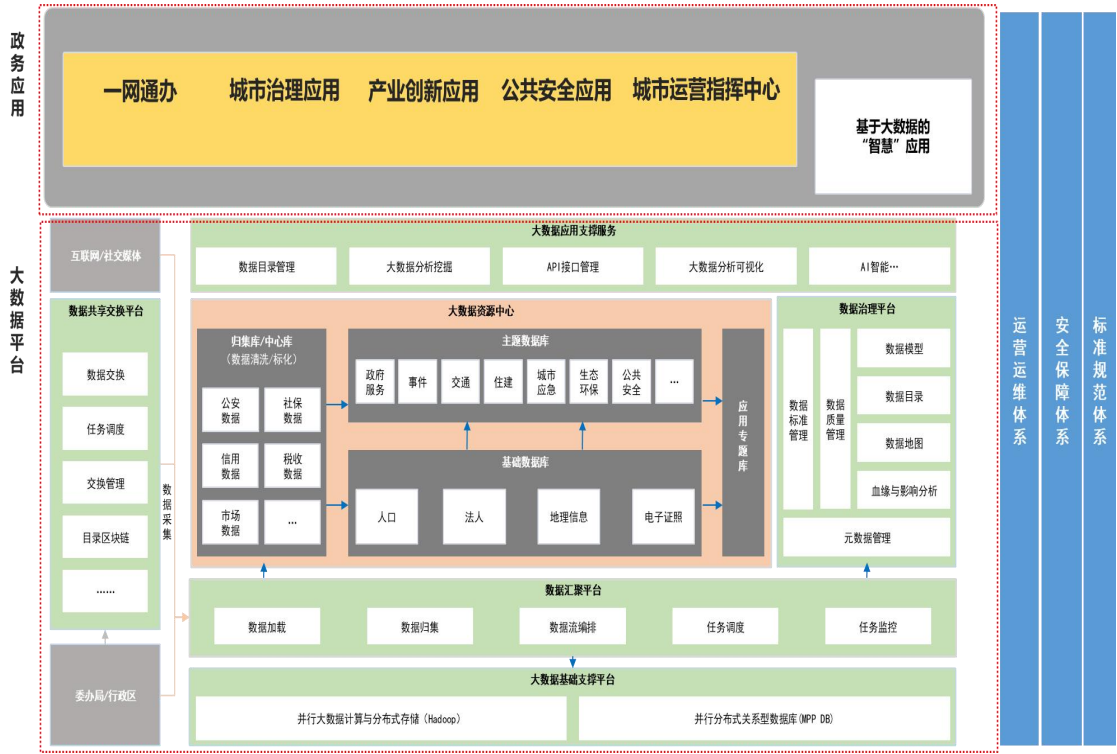 政务应用
一网通办
城市治理应用
产业创新应用
公共安全应用
城市运营指挥中心
基于大数据的
“智慧”应用
大数据平台
互联网/社交媒体
数据共享交换平台
数据交换
任务调度
交换管理
目录区块链
……
委办局/行政区
数据采集
大数据应用支撑服务
数据目录管理
大数据分析挖掘
API接口管理
大数据分析可视化
AI智能…
大数据资源中心
归集库/中心库
（数据清洗/标化）
公安
数据
社保
数据
信用
数据
税收
数据
市场
数据
…
主题数据库
政府
服务
事件
交通
住建
城市
应急
生态
环保
公共
安全
…
基础数据库
人口
法人
地理信息
电子证照
应用专题库
数据治理平台
数据
标准
管理
数据
质量
管理
数据模型
数据目录
数据地图
血缘与影响分析
元数据管理
数据汇聚平台
数据加载
数据归集
数据流编排
任务调度
任务监控
大数据基础支撑平台
并行大数据计算与分布式存储（Hadoop）
并行分布式关系型数据库(MPP DB)
运营运维体系
安全保障体系
标准规范体系